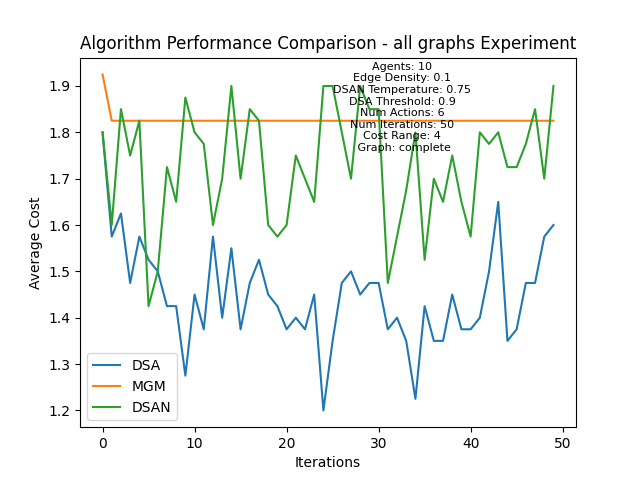 Algorithm Performance Comparison - all graphs Experiment
Agents: 10
Edge Density: 0.1
DSAN Temperature: 0.75
DSA Threshold: 0.9
Num Actions: 6
Num Iterations: 50
Cost Range: 4
Graph: complete
Average Cost
1.9
1.8
1.7
1.6
1.5
1.4
1.3
1.2
DSA
MGM
DSAN
0 10 20 30 40 50
Iterations